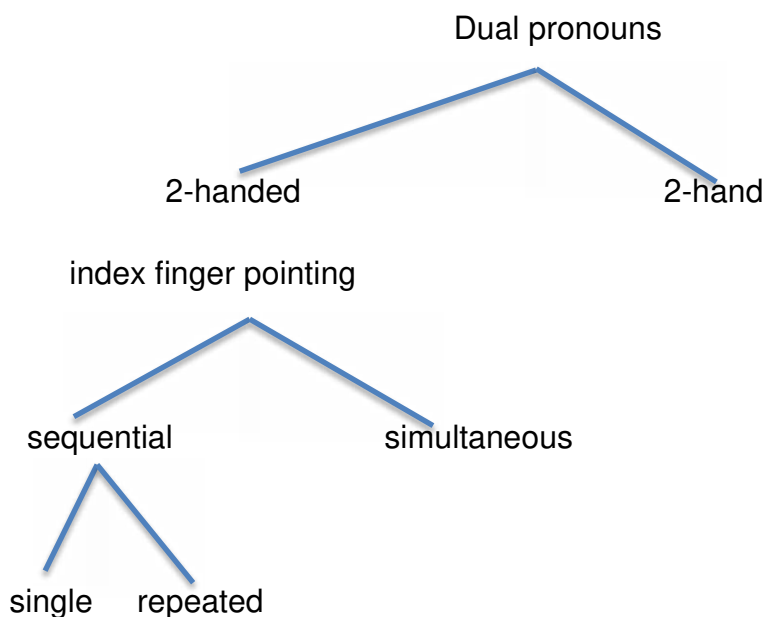 Dual pronouns
2-handed 2-hand
index finger pointing
sequential simultaneous
single repeated